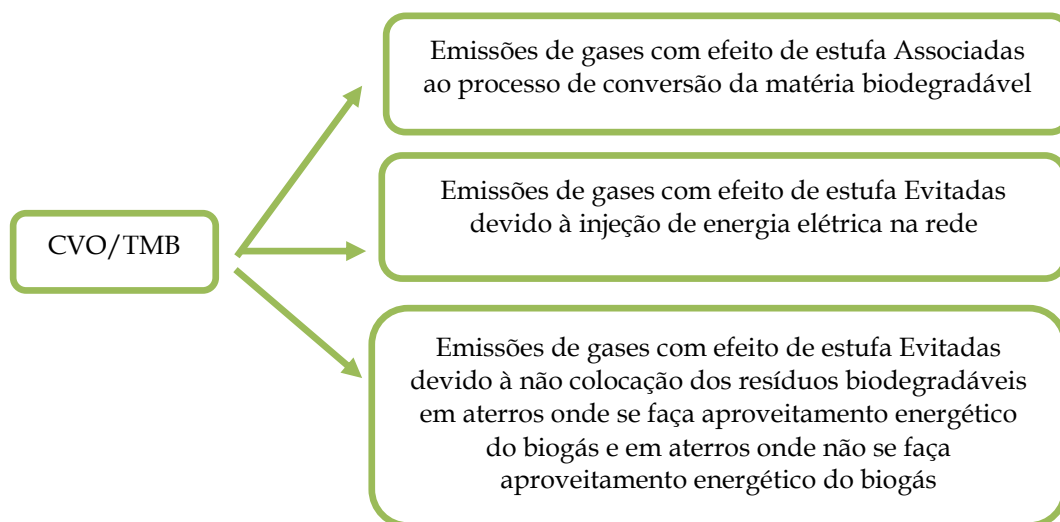 Emissões de gases com efeito de estufa Associadas
ao processo de conversão da matéria biodegradável
Emissões de gases com efeito de estufa Evitadas
devido à injeção de energia elétrica na rede
CVO/TMB
Emissões de gases com efeito de estufa Evitadas
devido à não colocação dos resíduos biodegradáveis
em aterros onde se faça aproveitamento energético
do biogás e em aterros onde não se faça
aproveitamento energético do biogás